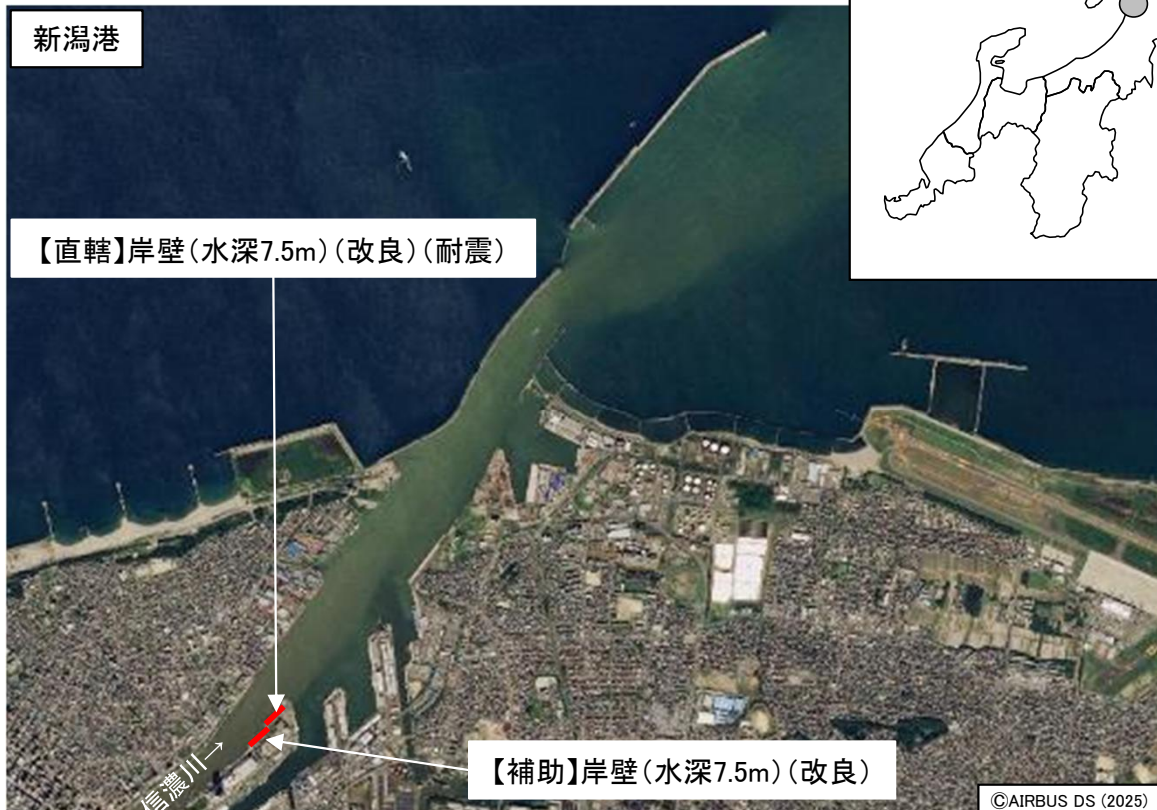 新潟港
【直轄】岸壁(水深7.5m)(改良)(耐震)
信濃川→
【補助】岸壁(水深7.5m)(改良)
©AIRBUS DS (2025)